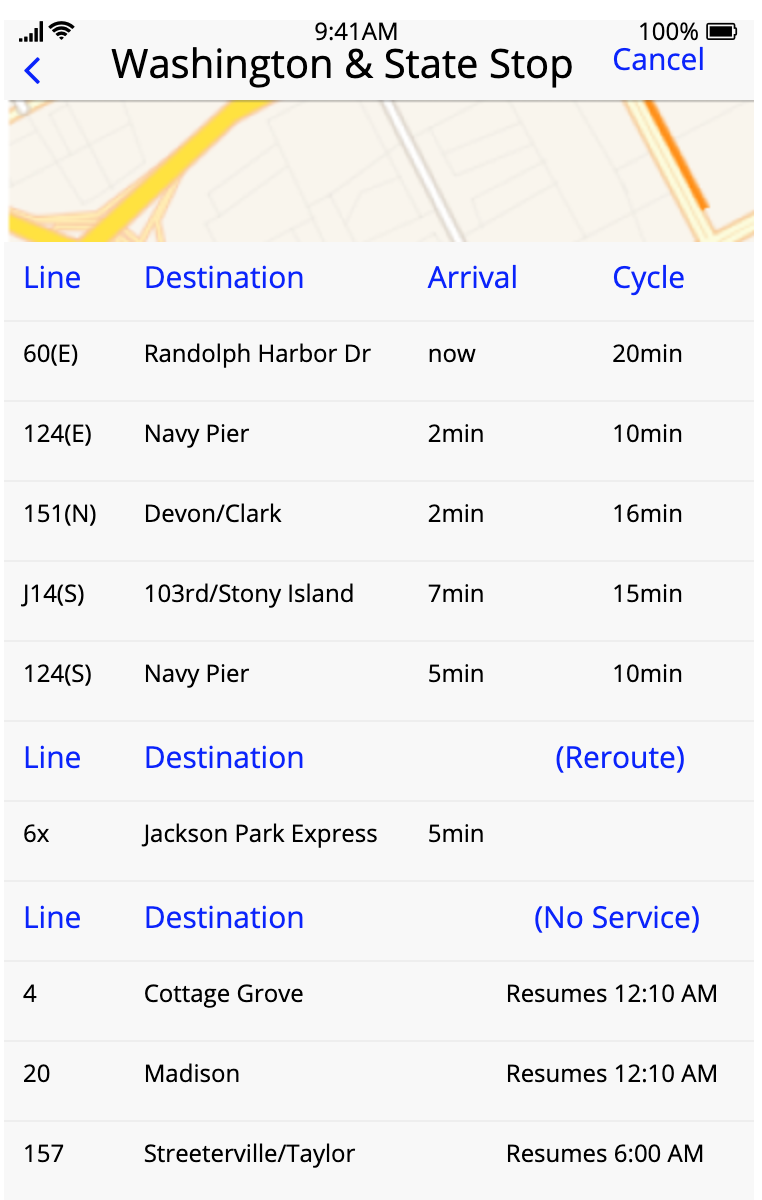 9:41AM 100%
Washington & State Stop Cancel
Line Destination Arrival Cycle
60(E) Randolph Harbor Dr now 20min
124(E) Navy Pier 2min 10min
151(N) Devon/Clark 2min 16min
J14(S) 103rd/Stony Island 7min 15min
124(S) Navy Pier 5min 10min
Line Destination (Reroute)
6x Jackson Park Express 5min
Line Destination (No Service)
4 Cottage Grove Resumes 12:10 AM
20 Madison Resumes 12:10 AM
157 Streeterville/Taylor Resumes 6:00 AM